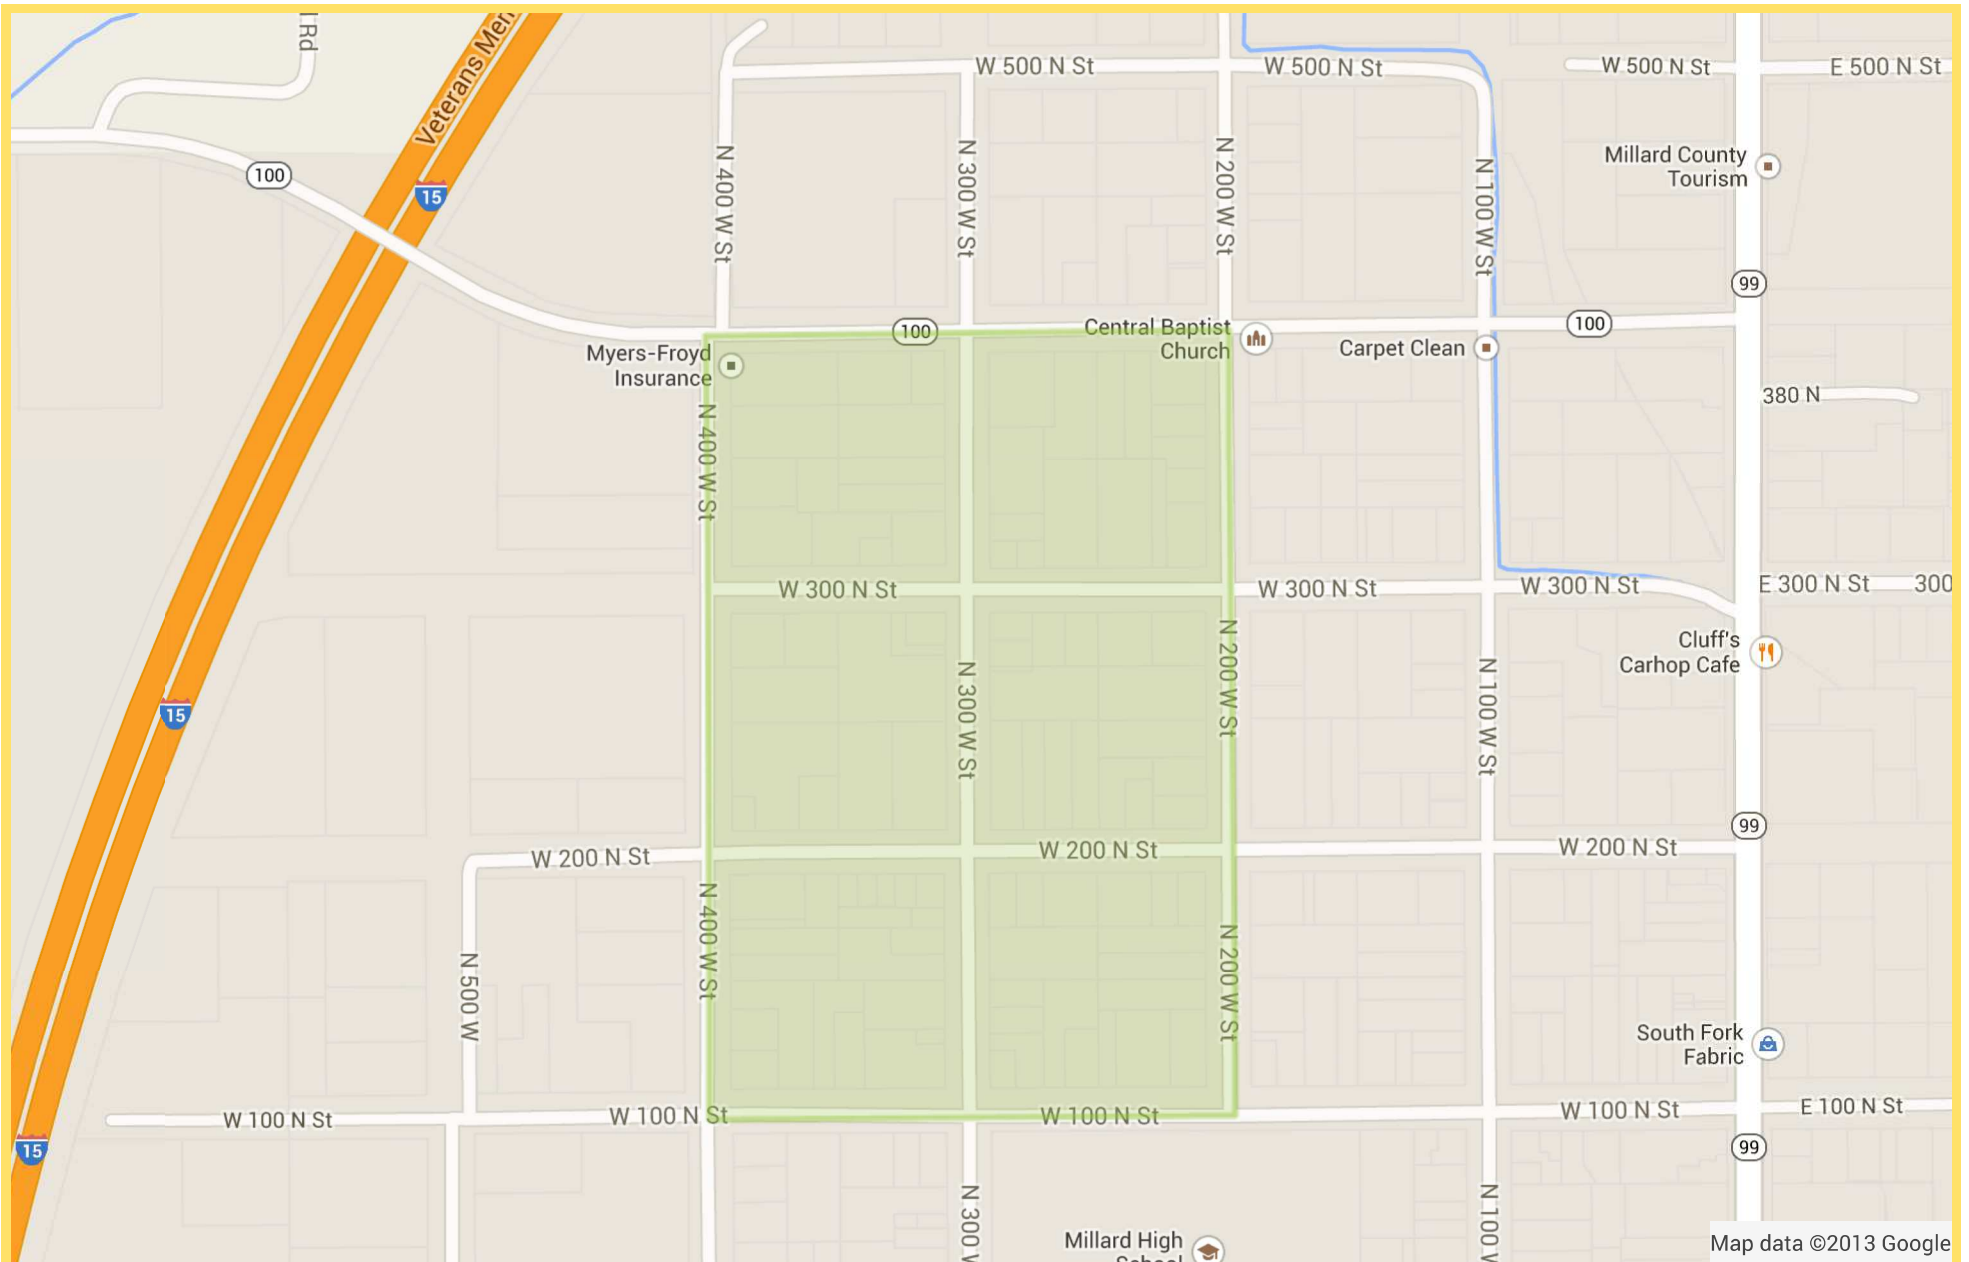 Rd
Veterans Mem
W 500 N St
W 500 N St
W 500 N St
E 500 N St
100
15
N 400 W St
N 300 W St
N 200 W St
N 100 W St
Millard County
Tourism
99
100
Central Baptist
Church
100
Myers-Froyd
Insurance
Carpet Clean
380 N
N 400 W St
W 300 N St
W 300 N St
W 300 N St
E 300 N St
300
N 300 W St
N 200 W St
N 100 W St
Cluff's
Carhop Cafe
15
99
W 200 N St
W 200 N St
W 200 N St
N 500 W
N 400 W St
N 200 W St
South Fork
Fabric
W 100 N St
W 100 N St
W 100 N St
W 100 N St
E 100 N St
15
99
N 300 W
N 100 W
Millard High
School
Map data ©2013 Google